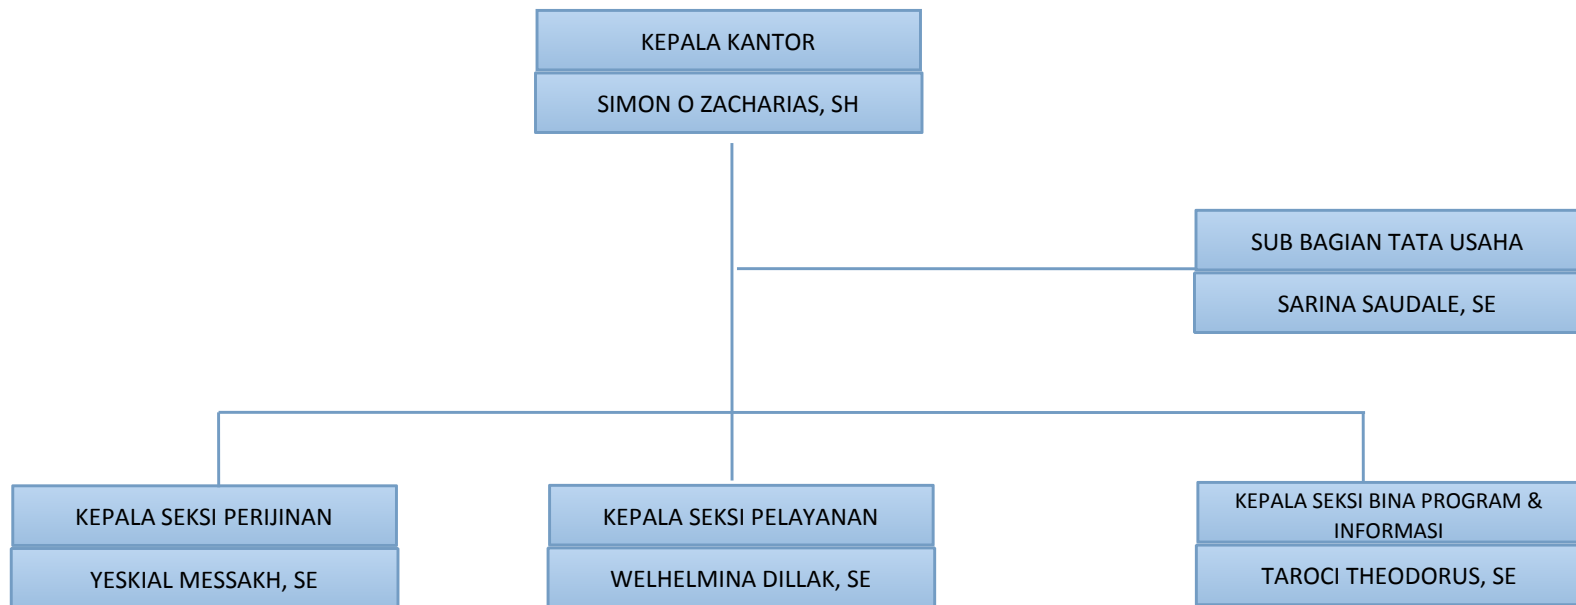 KEPALA KANTOR
SIMON O ZACHARIAS, SH
SUB BAGIAN TATA USAHA
SARINA SAUDALE, SE
KEPALA SEKSI PERIJINAN
YESKIAL MESSAKH, SE
KEPALA SEKSI PELAYANAN
WELHELMINA DILLAK, SE
KEPALA SEKSI BINA PROGRAM &
INFORMASI
TAROCI THEODORUS, SE